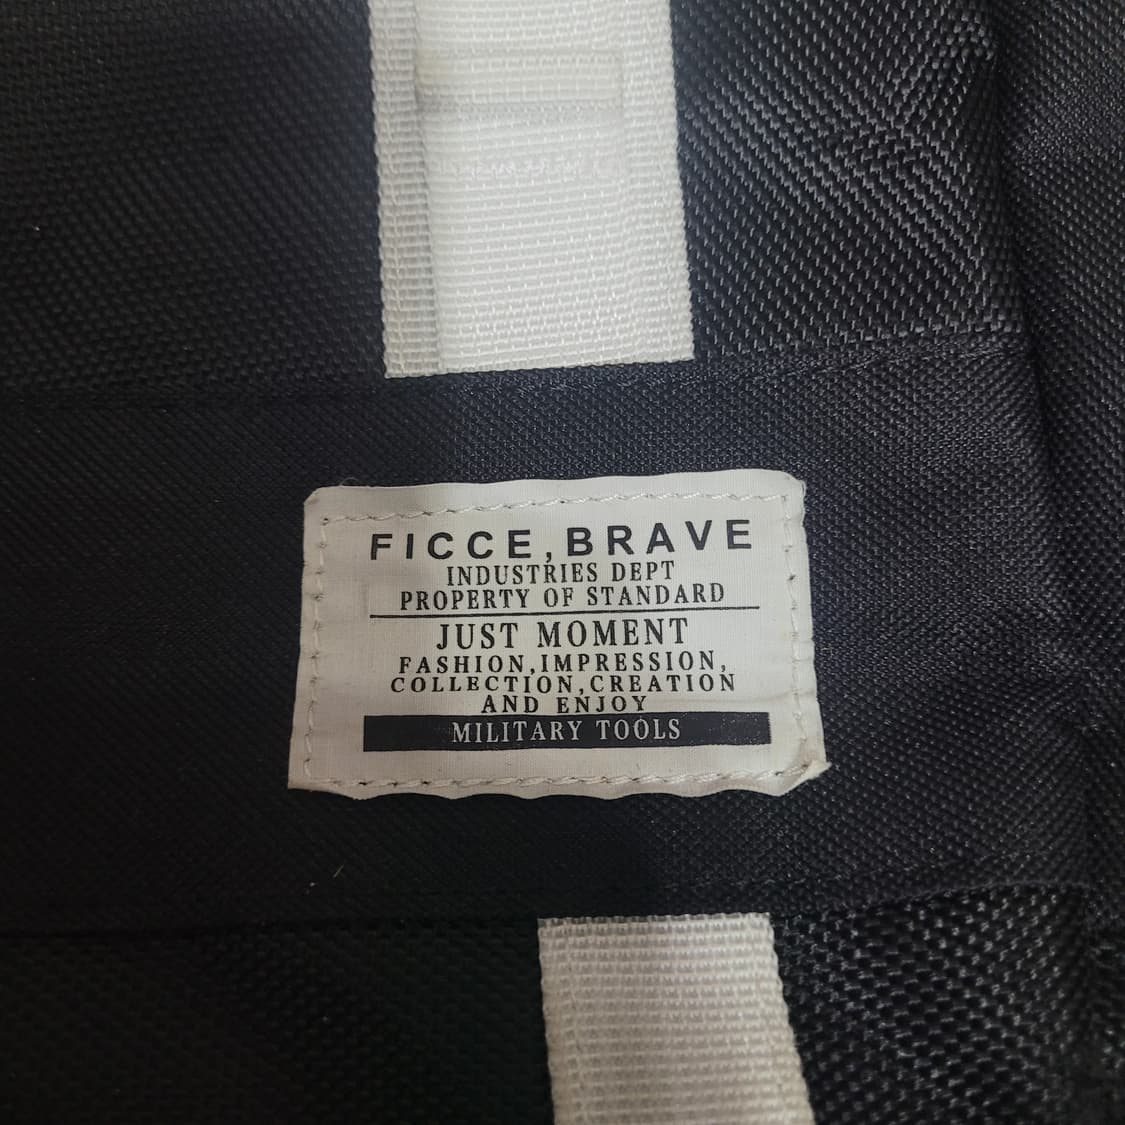 FICCE,BRAVE
INDUSTRIES DEPT
PROPERTY OF STANDARD
JUST MOMENT
FASHION,IMPRESSION,
COLLECTION,CREATION
AND ENJOY
MILITARY TOOLS